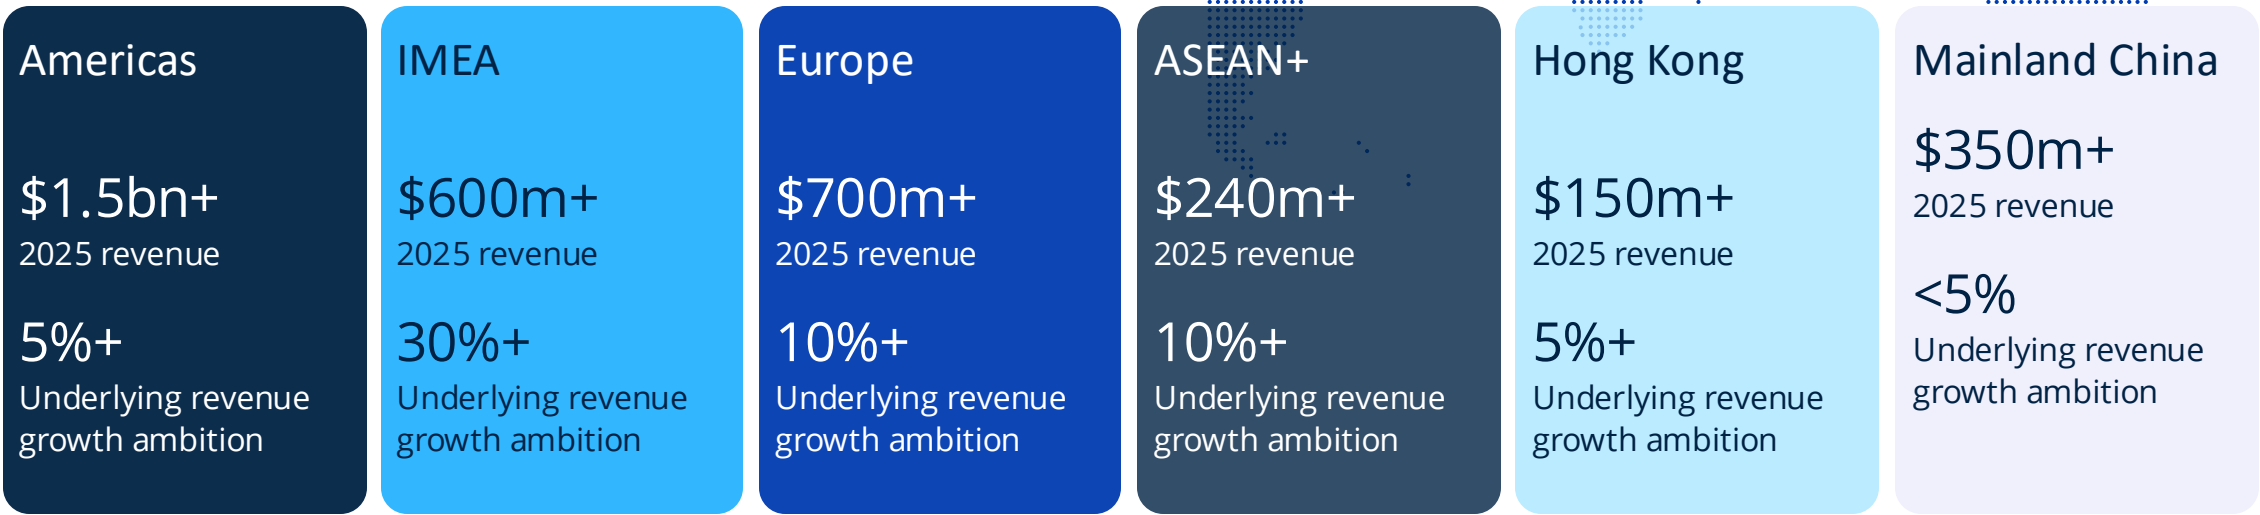 Americas
$1.5bn+
2025 revenue
5%+
Underlying revenue
growth ambition
IMEA
$600m+
2025 revenue
30%+
Underlying revenue
growth ambition
Europe
$700m+
2025 revenue
10%+
Underlying revenue
growth ambition
ASEAN+
$240m+
2025 revenue
10%+
Underlying revenue
growth ambition
Hong Kong
$150m+
2025 revenue
5%+
Underlying revenue
growth ambition
Mainland China
$350m+
2025 revenue
<5%
Underlying revenue
growth ambition